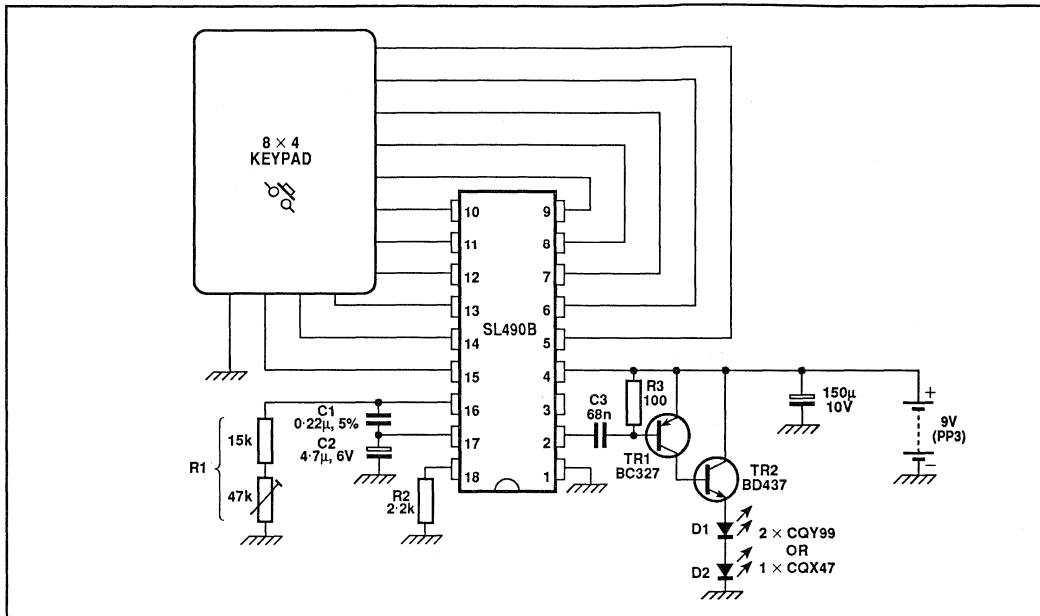 8 × 4
KEYPAD
10
11
12
13
14
15
16
17
18
SL490B
9
8
7
6
5
4
3
2
1
R1
15k
47k
C1
0·22µ, 5%
C2
4·7µ, 6V
R2
2·2k
C3
68n
R3
100
TR1
BC327
TR2
BD437
150µ
10V
+
9V
(PP3)
−
D1
D2
2 × CQY99
OR
1 × CQX47